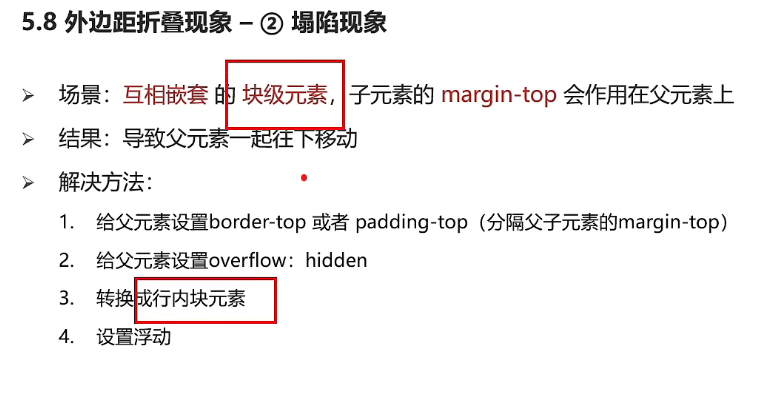 5.8 外边距折叠现象 – ② 塌陷现象
➢ 场景：互相嵌套 的 块级元素，子元素的 margin-top 会作用在父元素上
➢ 结果：导致父元素一起往下移动
➢ 解决方法：
1. 给父元素设置border-top 或者 padding-top（分隔父子元素的margin-top）
2. 给父元素设置overflow：hidden
3. 转换成行内块元素
4. 设置浮动